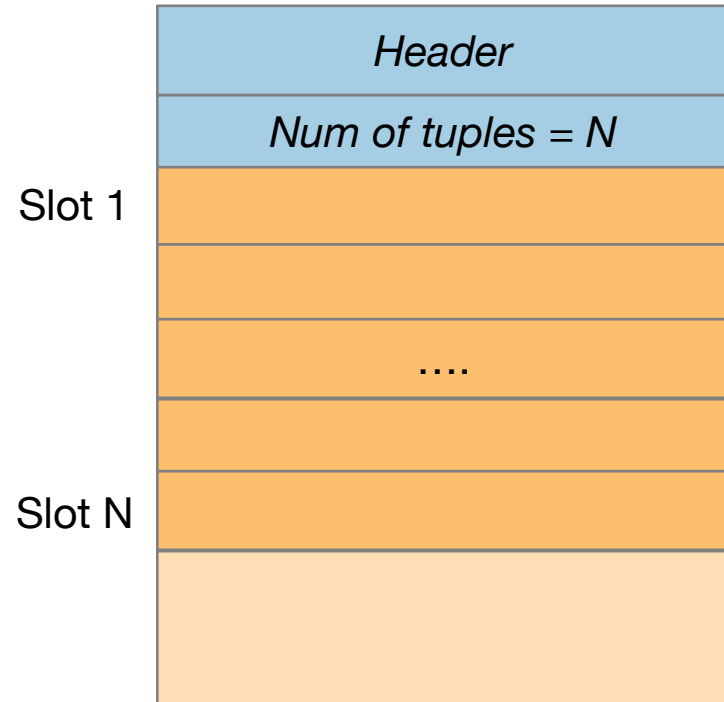 Header
Num of tuples = N
Slot 1
....
Slot N